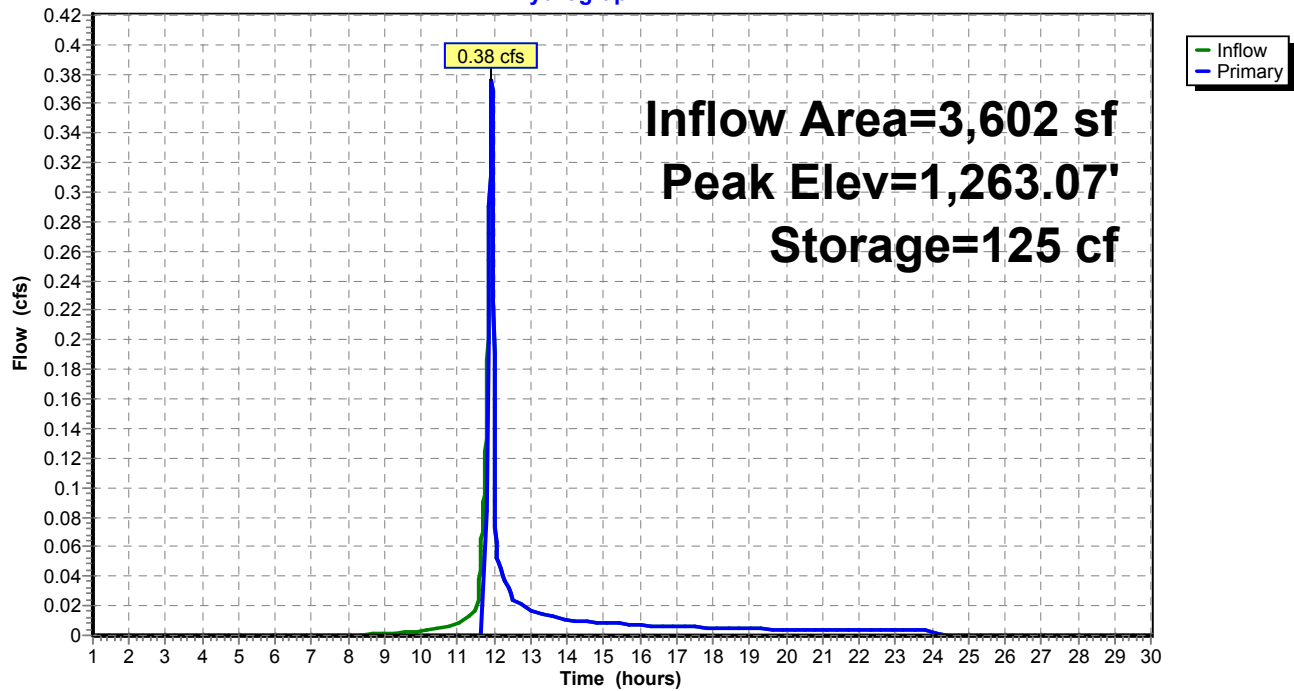 0.42
0.4
0.38
0.36
0.34
0.32
0.3
0.28
0.26
0.24
0.22
0.2
0.18
0.16
0.14
0.12
0.1
0.08
0.06
0.04
0.02
0
Flow (cfs)
0.38 cfs
Inflow Area=3,602 sf
Peak Elev=1,263.07'
Storage=125 cf
Inflow
Primary
1 2 3 4 5 6 7 8 9 10 11 12 13 14 15 16 17 18 19 20 21 22 23 24 25 26 27 28 29 30
Time (hours)